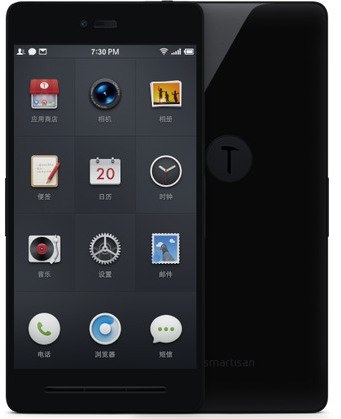 7:30 PM
1
应用商店
相机
相册
20
便签
日历
时钟
音乐
设置
邮件
电话
浏览器
短信
smartisan